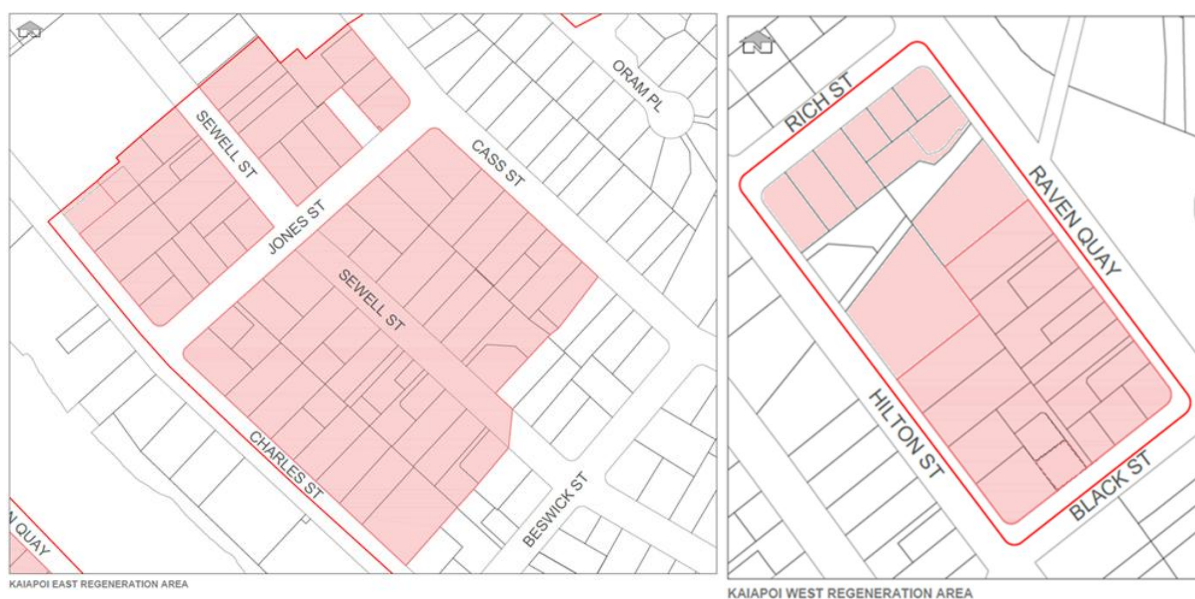 ORAM PL
SEWELL ST
CASS ST
JONES ST
SEWELL ST
CHARLES ST
BESWICK ST
N QUAY
KAIAPOI EAST REGENERATION AREA
RICH ST
RAVEN QUAY
HILTON ST
BLACK ST
KAIAPOI WEST REGENERATION AREA